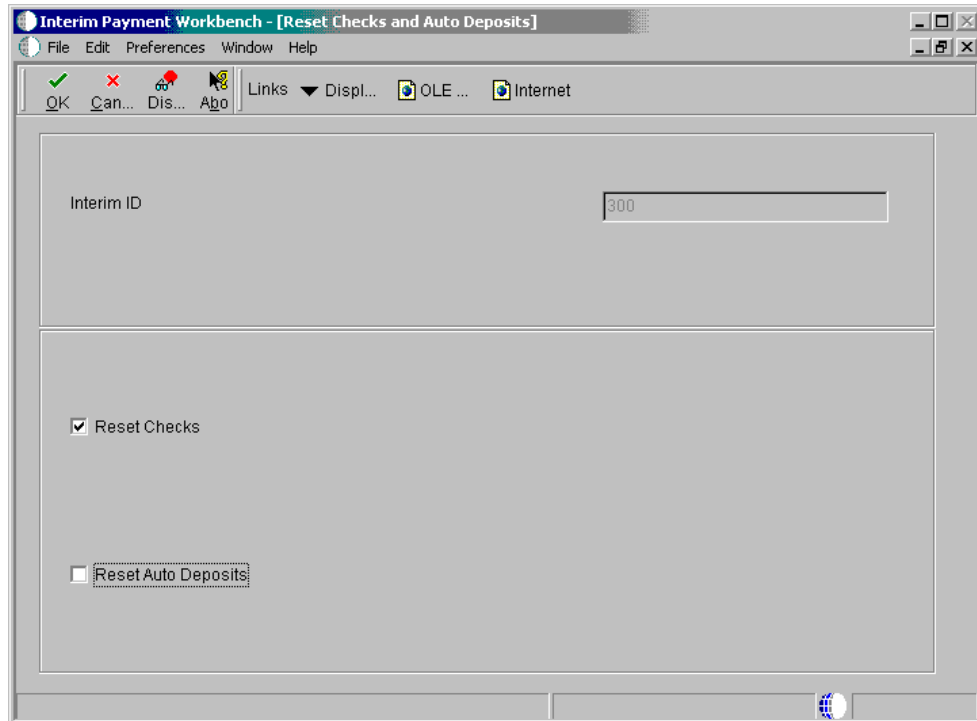 Interim Payment Workbench - [Reset Checks and Auto Deposits]
File Edit Preferences Window Help
OK Can... Dis... Abo Links Displ... OLE ... Internet
Interim ID 300
Reset Checks
Reset Auto Deposits